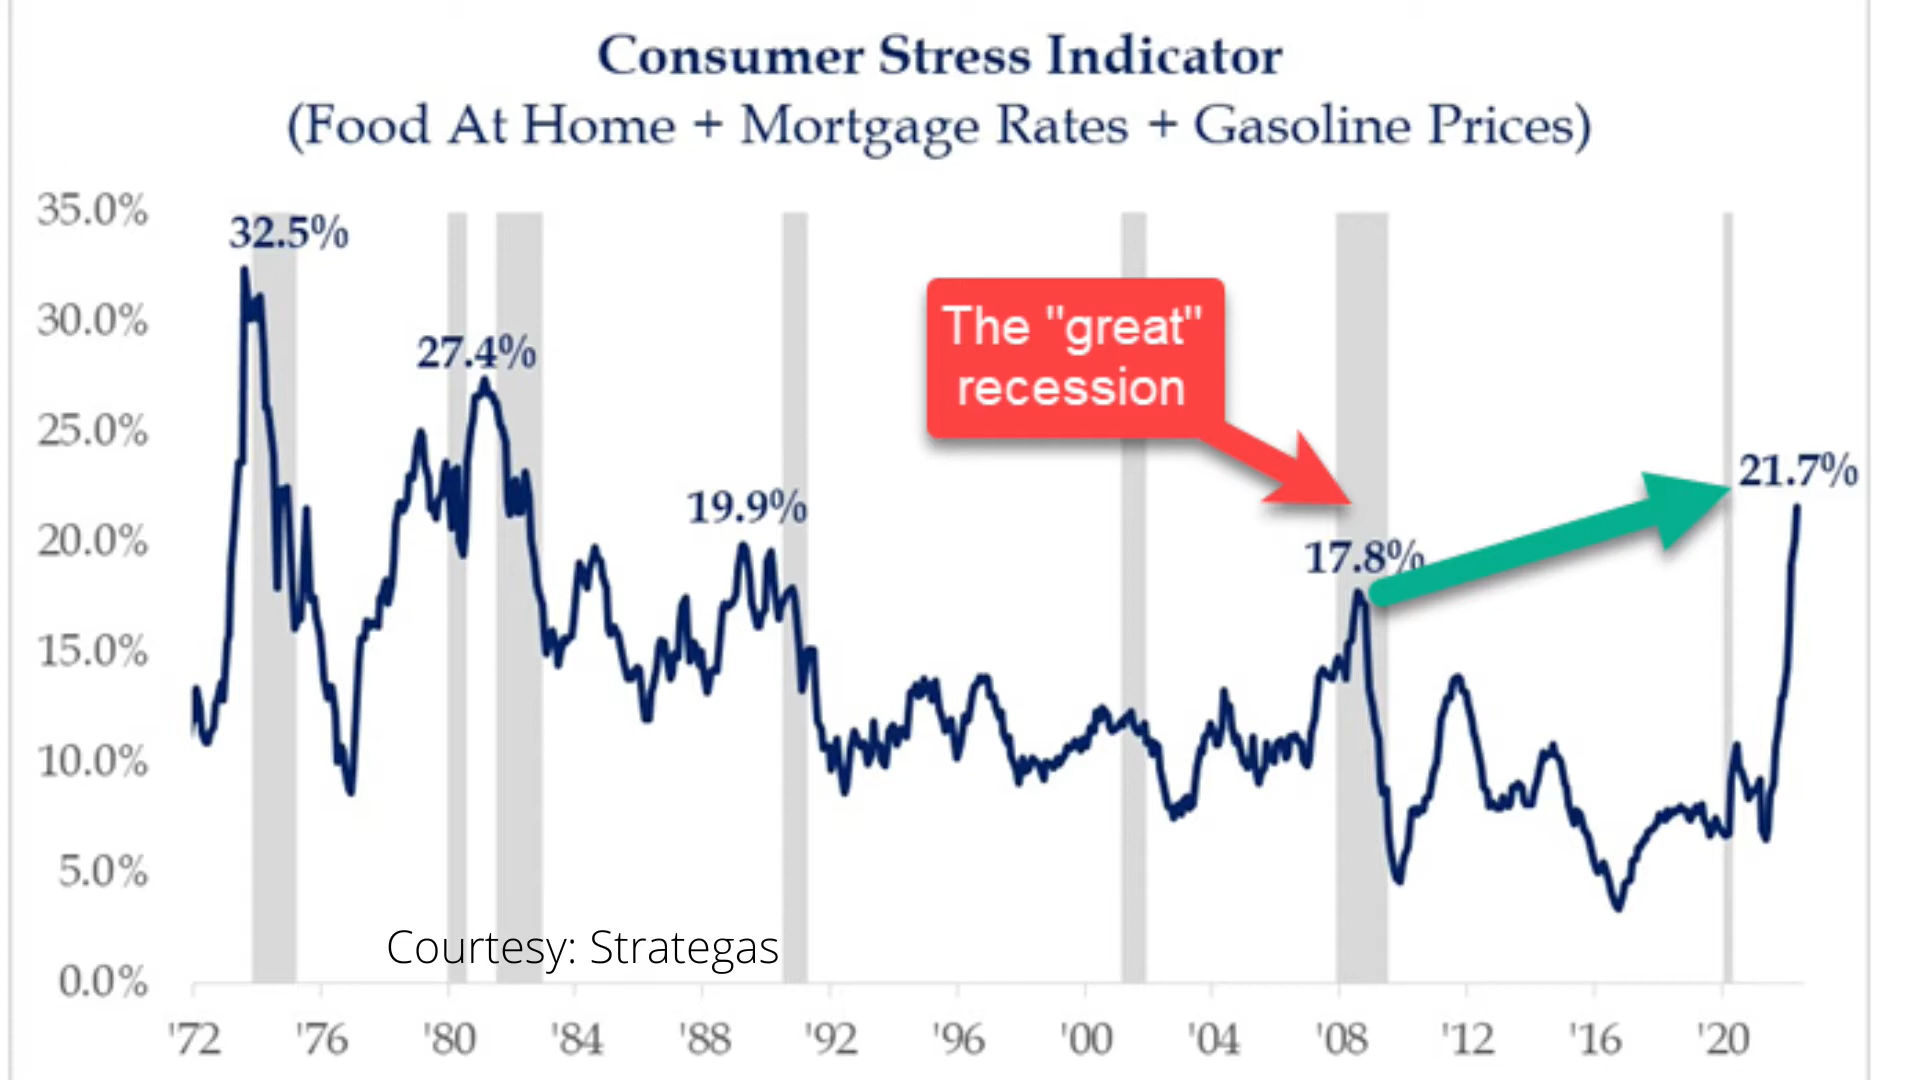 Consumer Stress Indicator
(Food At Home + Mortgage Rates + Gasoline Prices)
35.0%
32.5%
30.0%
27.4%
25.0%
The "great"
recession
21.7%
19.9%
20.0%
17.8%
15.0%
10.0%
5.0%
Courtesy: Strategas
0.0%
'72 '76 '80 '84 '88 '92 '96 '00 '04 '08 '12 '16 '20